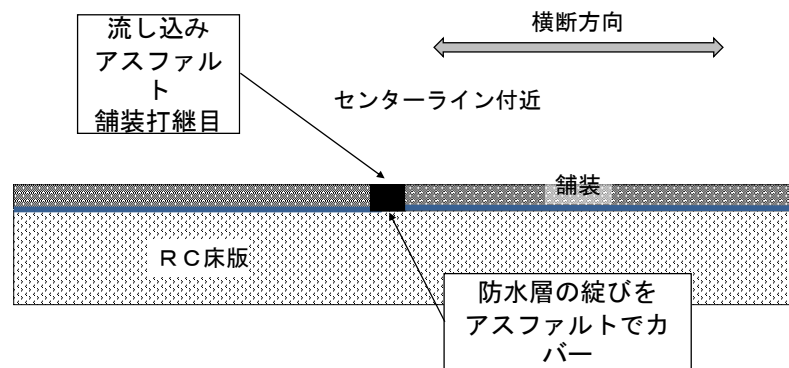 流し込み
アスファル
ト
舗装打継目
横断方向
センターライン付近
舗装
ＲＣ床版
防水層の綻びを
アスファルトでカ
バー